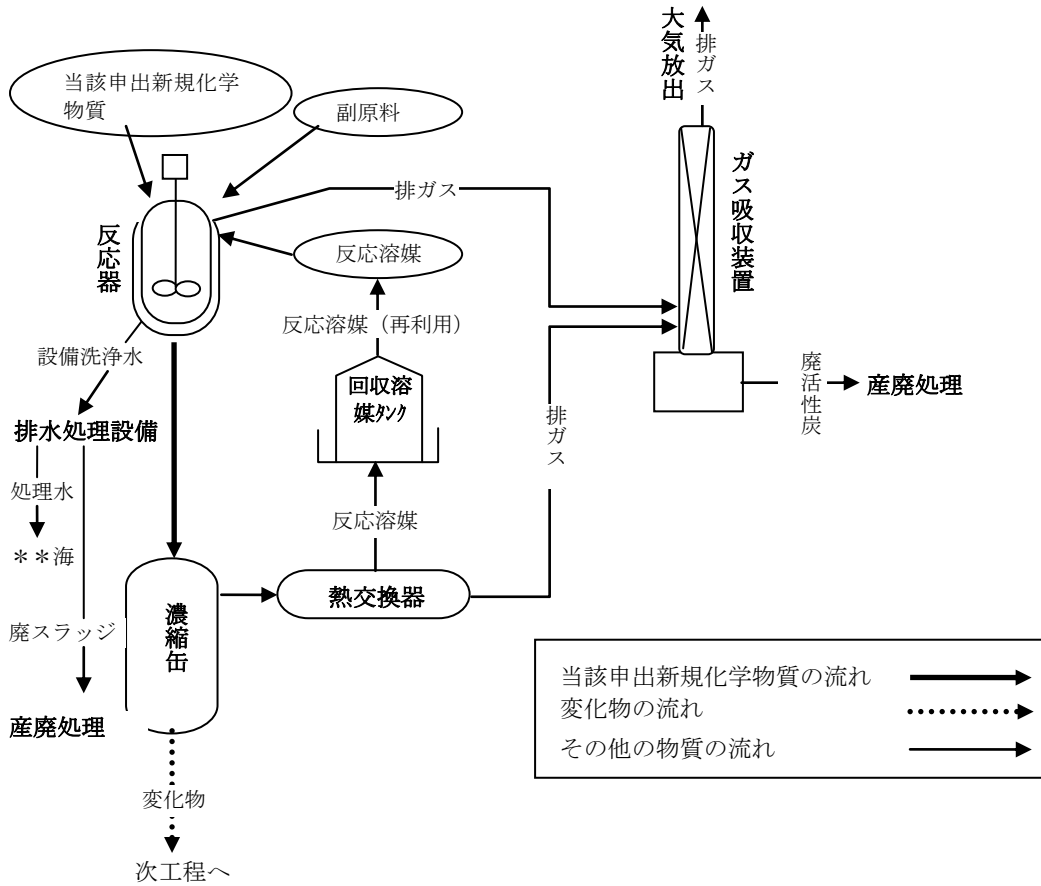 大気放出
排ガス
当該申出新規化学
物質
副原料
ガス吸収装置
排ガス
反応器
反応溶媒
反応溶媒（再利用）
設備洗浄水
回収溶
媒タンク
廃活性炭
産廃処理
排水処理設備
排ガス
処理水
反応溶媒
＊＊海
熱交換器
濃縮缶
廃スラッジ
産廃処理
当該申出新規化学物質の流れ
変化物の流れ
その他の物質の流れ
変化物
次工程へ